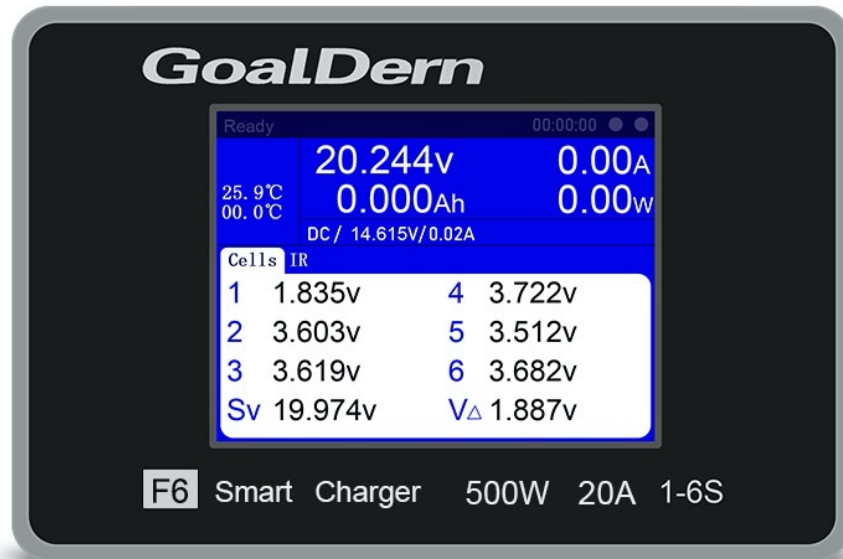 GoalDern
Ready 00:00:00
20.244v 0.00A
25.9℃
0.000Ah 0.00w
00.0℃
DC/ 14.615V/0.02A
Cells IR
1 1.835v 4 3.722v
2 3.603v 5 3.512v
3 3.619v 6 3.682v
Sv 19.974v V△ 1.887v
F6 Smart Charger 500W 20A 1-6S